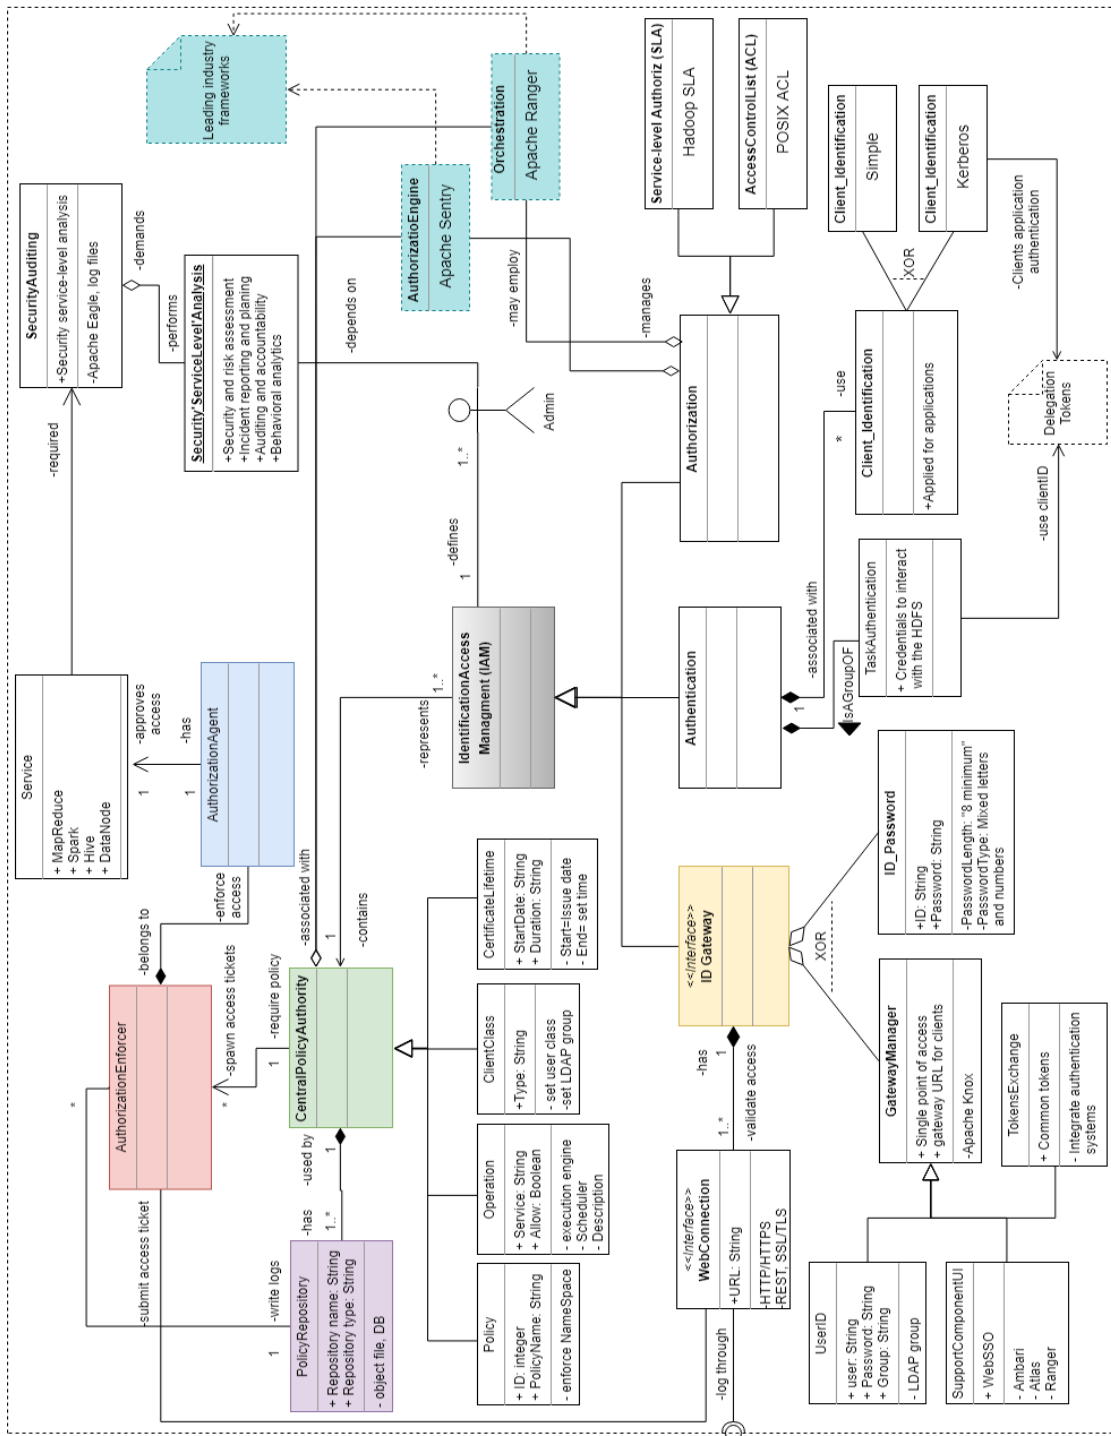 Leading industry
frameworks
Orchestration
Apache Ranger
AuthorizatioEngine
Apache Sentry
Service-level Authoriz (SLA)
Hadoop SLA
AccessControlList (ACL)
POSIX ACL
Client_Identification
Simple
Client_Identification
Kerberos
XOR
-Clients application
authentication
SecurityAuditing
+Security service-level analysis
-Apache Eagle, log files
-demands
-performs
Security'ServiceLevel'Analysis
+Security and risk assessment
+Incident reporting and planing
+Auditing and accountability
+Behavioral analytics
-depends on
-may employ
-manages
Authorization
Client_Identification
+Applied for applications
-use
*
Delegation
Tokens
-use clientID
-required
Admin
1..*
-defines
1
Service
+ MapReduce
+ Spark
+ Hive
+ DataNode
-approves
access
1
-has
1
AuthorizationAgent
-enforce
access
-belongs to
-associated with
-represents
1..*
IdentificationAccess
Managment (IAM)
-contains
1
Authentication
-associated with
1
IsAGroupOF
TaskAuthentication
+ Credentials to interact
with the HDFS
AuthorizationEnforcer
*
-spawn access tickets
*
-require policy
1
CentralPolicyAuthority
-used by
1
-has
1..*
-submit access ticket
-write logs
1
PolicyRepository
+ Repository name: String
+ Repository type: String
- object file, DB
CertificateLifetime
+ StartDate: String
+ Duration: String
- Start=Issue date
- End= set time
ClientClass
+Type: String
- set user class
-set LDAP group
Operation
+ Service: String
+ Allow: Boolean
- execution engine
- Scheduler
- Description
Policy
+ ID: integer
+ PolicyName: String
- enforce NameSpace
<<Interface>>
ID Gateway
-has
1
-validate access
1..*
<<Interface>>
WebConnection
+URL: String
-HTTP/HTTPS
-REST, SSL/TLS
-log through
XOR
ID_Password
+ID: String
+Password: String
-PasswordLength: "8 minimum"
-PasswordType: Mixed letters
and numbers
GatewayManager
+ Single point of access
+ gateway URL for clients
-Apache Knox
TokensExchange
+ Common tokens
- Integrate authentication
systems
UserID
+ user: String
+ Password: String
+ Group: String
- LDAP group
SupportComponentUI
+ WebSSO
- Ambari
- Atlas
- Ranger